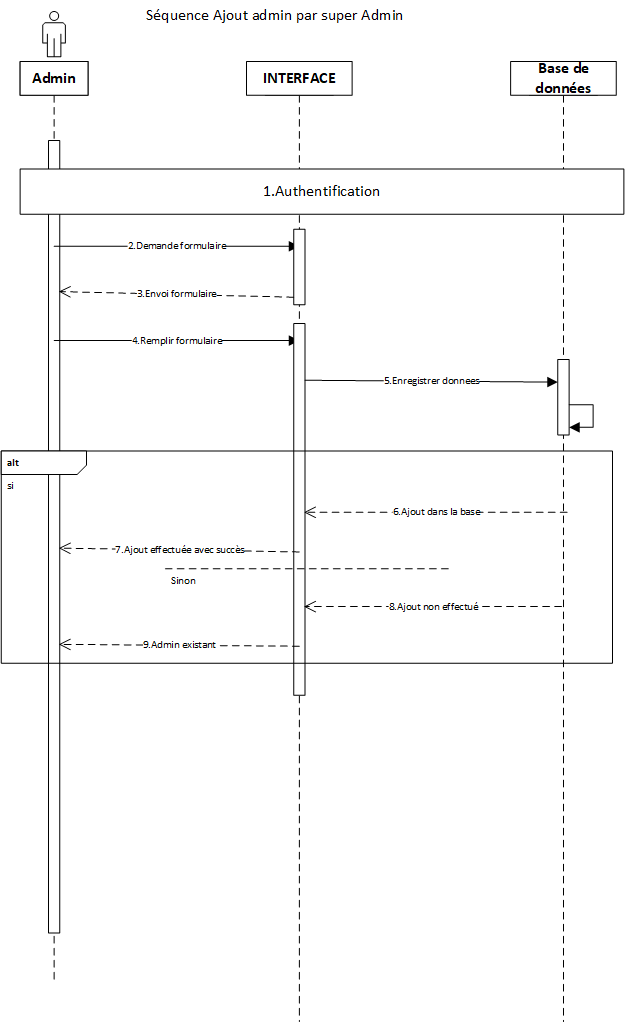 Séquence Ajout admin par super Admin
Admin
INTERFACE
Base de
données
1.Authentification
2.Demande formulaire
3.Envoi formulaire
4.Remplir formulaire
5.Enregistrer donnees
alt
si
6.Ajout dans la base
7.Ajout effectuée avec succès
Sinon
8.Ajout non effectué
9.Admin existant